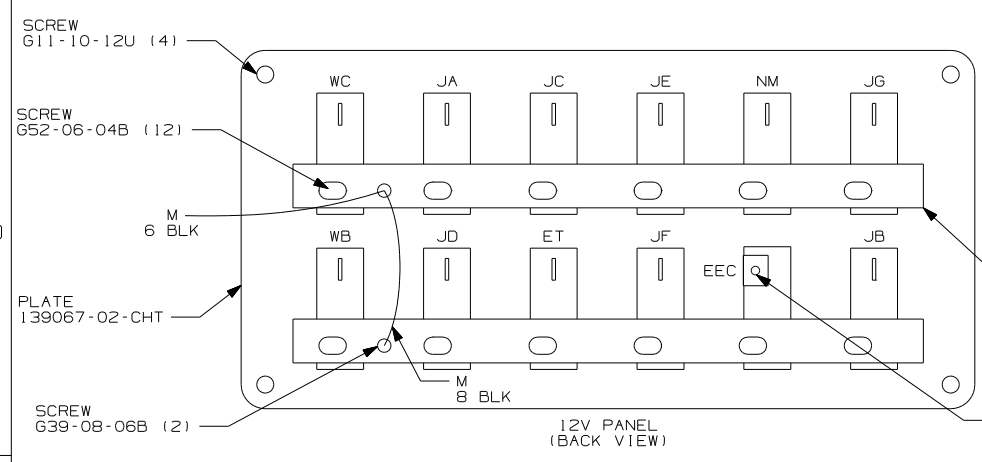 SCREW
G11-10-12U (4)
WC JA JC JE NM JG
SCREW
G52-06-04B (12)
M
6 BLK
)
WB JD ET JF JB
EEC
PLATE
139067-02-CHT
M
8 BLK
SCREW
G39-08-06B (2)
12V PANEL
(BACK VIEW)